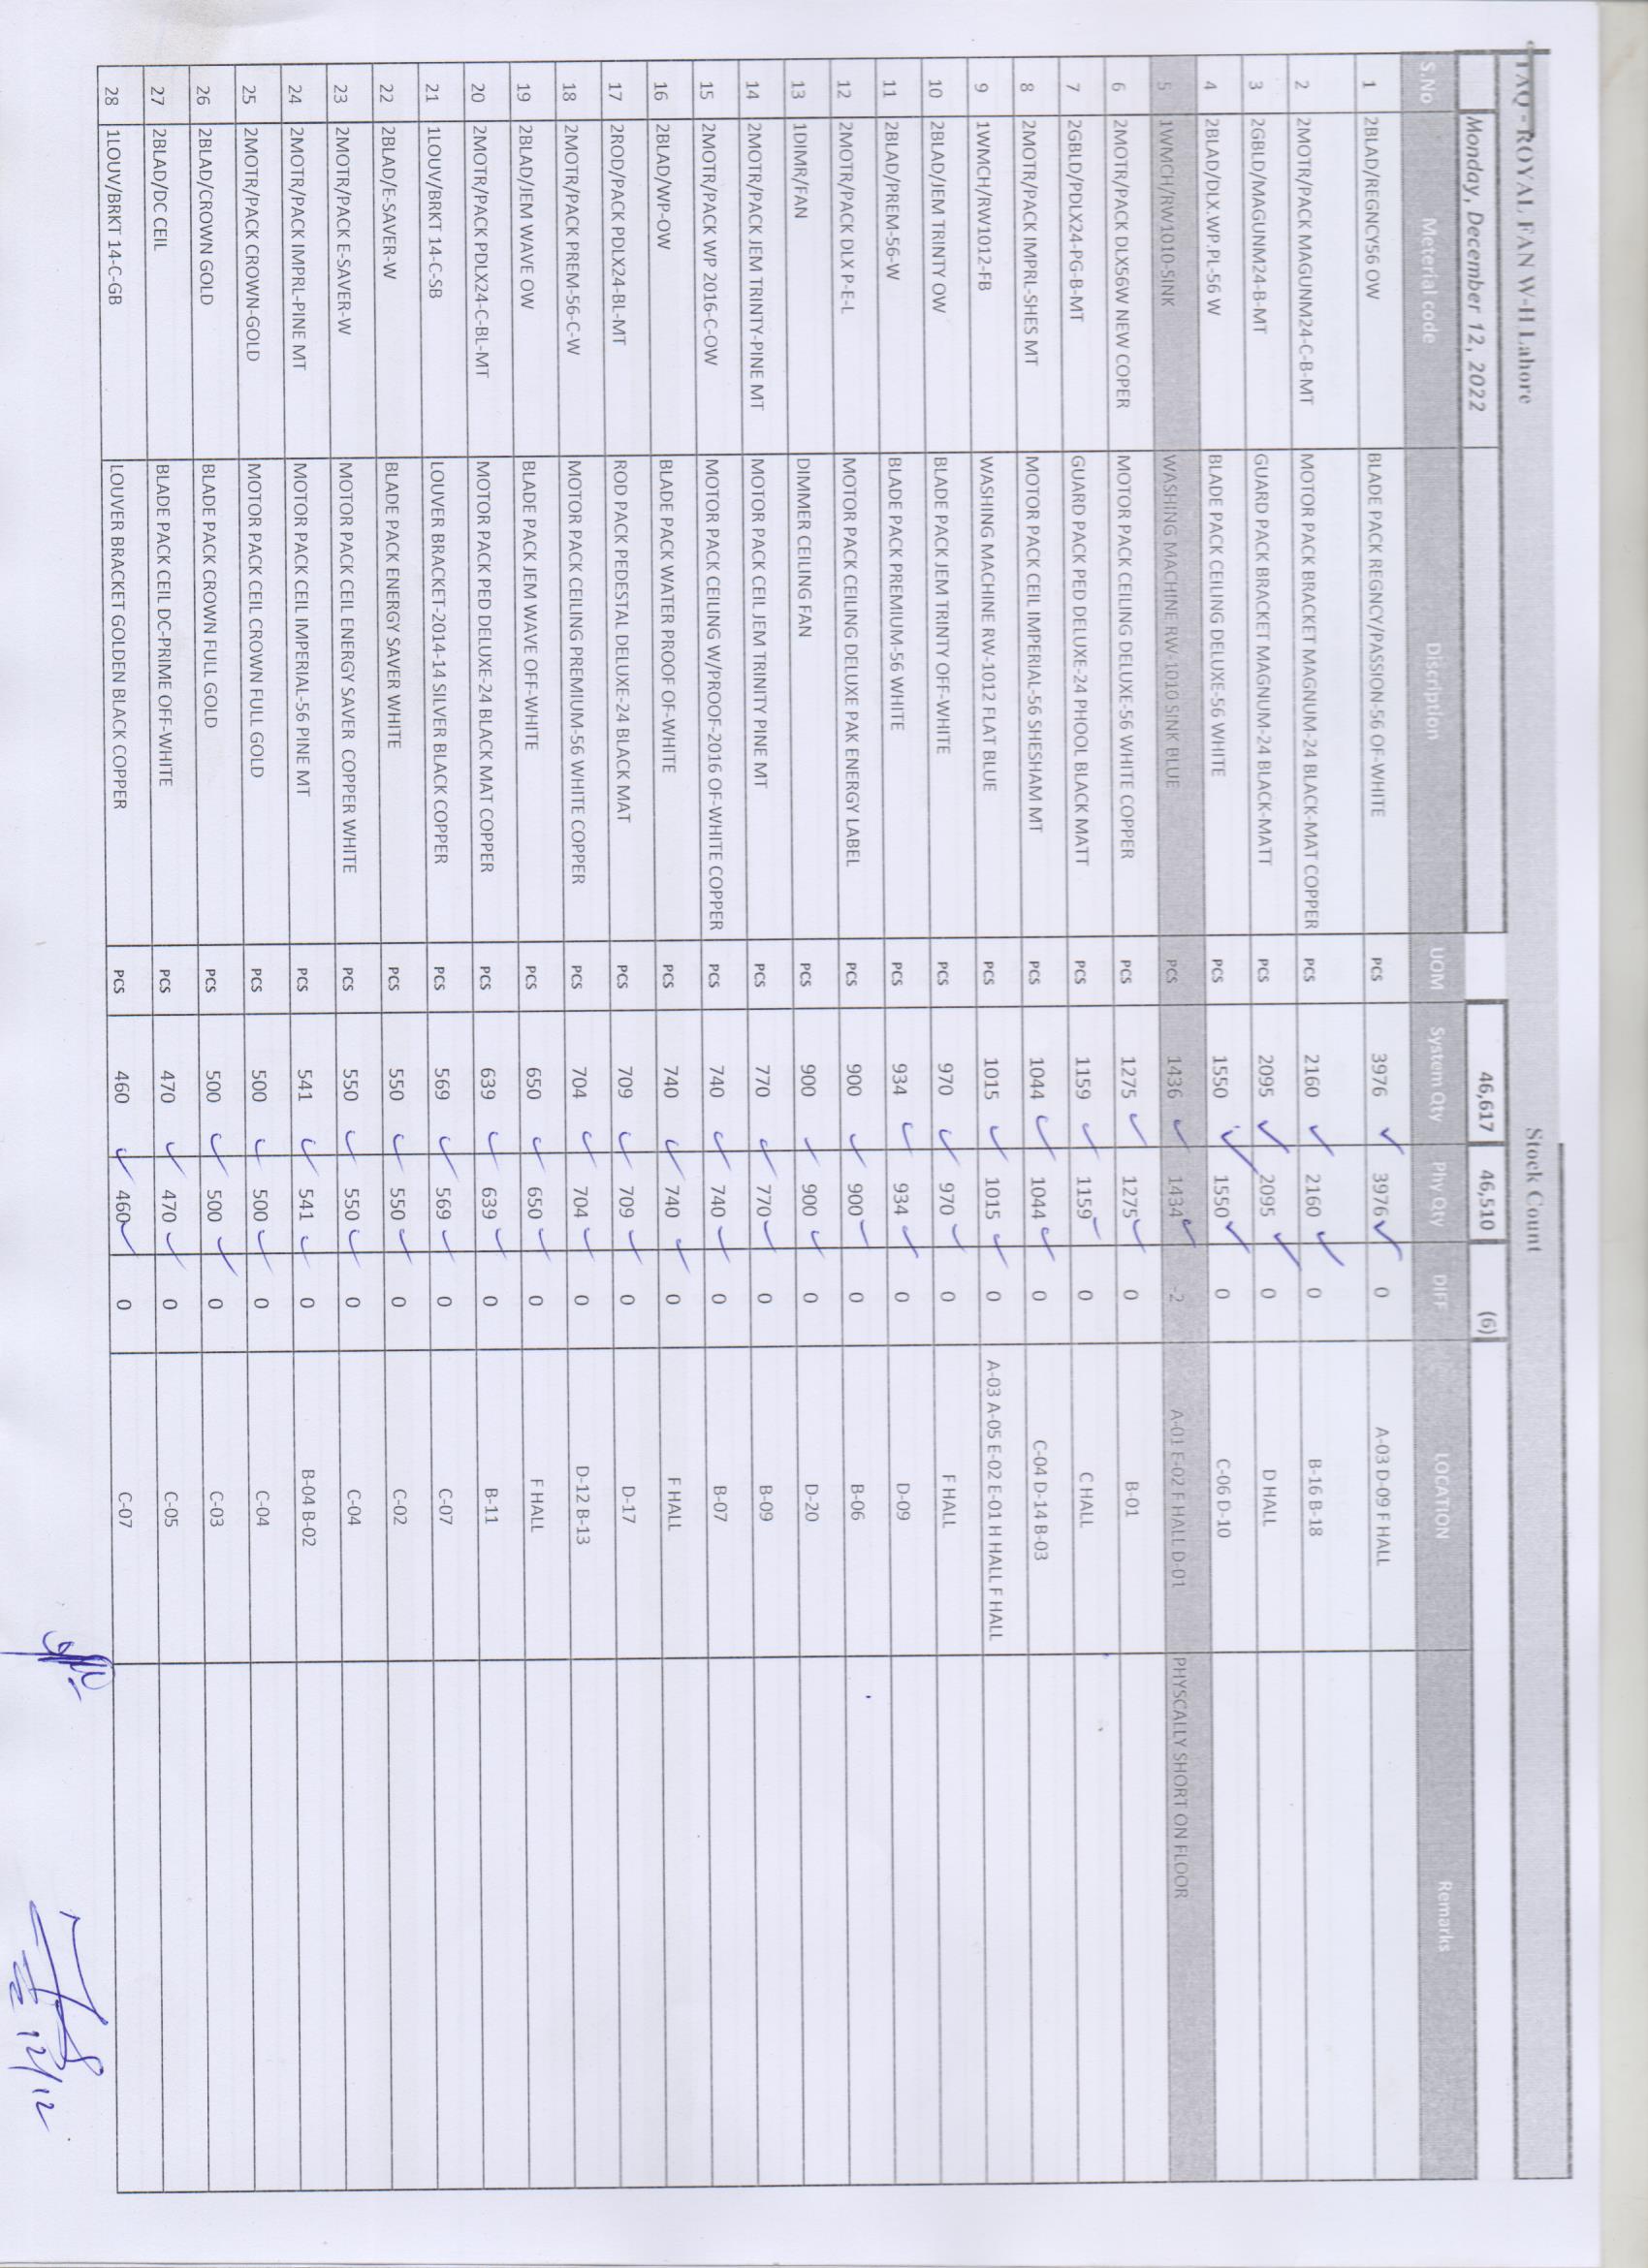 TAQ - ROYAL FAN W-H Lahore Stock Count
Monday, December 12, 2022 46,617 46,510 (6)
S.No Meterial code Discription UOM System Qty Phy Qty DIFF LOCATION Remarks
1 2BLAD/REGNCY56 OW BLADE PACK REGNCY/PASSION-56 OF-WHITE PCS 3976 3976 0 A-03 D-09 F HALL
2 2MOTR/PACK MAGUNM24-C-B-MT MOTOR PACK BRACKET MAGNUM-24 BLACK-MAT COPPER PCS 2160 2160 0 B-16 B-18
3 2GBLD/MAGUNM24-B-MT GUARD PACK BRACKET MAGNUM-24 BLACK-MATT PCS 2095 2095 0 D HALL
4 2BLAD/DLX.WP.PL-56 W BLADE PACK CEILING DELUXE-56 WHITE PCS 1550 1550 0 C-06 D-10
5 1WMCH/RW1010-SINK WASHING MACHINE RW-1010 SINK BLUE PCS 1436 1434 -2 A-01 E-02 F HALL D-01 PHYSCALLY SHORT ON FLOOR
6 2MOTR/PACK DLX56W NEW COPER MOTOR PACK CEILING DELUXE-56 WHITE COPPER PCS 1275 1275 0 B-01
7 2GBLD/PDLX24-PG-B-MT GUARD PACK PED DELUXE-24 PHOOL BLACK MATT PCS 1159 1159 0 C HALL
8 2MOTR/PACK IMPRL-SHES MT MOTOR PACK CEIL IMPERIAL-56 SHESHAM MT PCS 1044 1044 0 C-04 D-14 B-03
9 1WMCH/RW1012-FB WASHING MACHINE RW-1012 FLAT BLUE PCS 1015 1015 0 A-03 A-05 E-02 E-01 H HALL F HALL
10 2BLAD/JEM TRINTY OW BLADE PACK JEM TRINTY OFF-WHITE PCS 970 970 0 F HALL
11 2BLAD/PREM-56-W BLADE PACK PREMIUM-56 WHITE PCS 934 934 0 D-09
12 2MOTR/PACK DLX P-E-L MOTOR PACK CEILING DELUXE PAK ENERGY LABEL PCS 900 900 0 B-06
13 1DIMR/FAN DIMMER CEILING FAN PCS 900 900 0 D-20
14 2MOTR/PACK JEM TRINTY-PINE MT MOTOR PACK CEIL JEM TRINITY PINE MT PCS 770 770 0 B-09
15 2MOTR/PACK WP 2016-C-OW MOTOR PACK CEILING W/PROOF-2016 OF-WHITE COPPER PCS 740 740 0 B-07
16 2BLAD/WP-OW BLADE PACK WATER PROOF OF-WHITE PCS 740 740 0 F HALL
17 2ROD/PACK PDLX24-BL-MT ROD PACK PEDESTAL DELUXE-24 BLACK MAT PCS 709 709 0 D-17
18 2MOTR/PACK PREM-56-C-W MOTOR PACK CEILING PREMIUM-56 WHITE COPPER PCS 704 704 0 D-12 B-13
19 2BLAD/JEM WAVE OW BLADE PACK JEM WAVE OFF-WHITE PCS 650 650 0 F HALL
20 2MOTR/PACK PDLX24-C-BL-MT MOTOR PACK PED DELUXE-24 BLACK MAT COPPER PCS 639 639 0 B-11
21 1LOUV/BRKT 14-C-SB LOUVER BRACKET-2014-14 SILVER BLACK COPPER PCS 569 569 0 C-07
22 2BLAD/E-SAVER-W BLADE PACK ENERGY SAVER WHITE PCS 550 550 0 C-02
23 2MOTR/PACK E-SAVER-W MOTOR PACK CEIL ENERGY SAVER COPPER WHITE PCS 550 550 0 C-04
24 2MOTR/PACK IMPRL-PINE MT MOTOR PACK CEIL IMPERIAL-56 PINE MT PCS 541 541 0 B-04 B-02
25 2MOTR/PACK CROWN-GOLD MOTOR PACK CEIL CROWN FULL GOLD PCS 500 500 0 C-04
26 2BLAD/CROWN GOLD BLADE PACK CROWN FULL GOLD PCS 500 500 0 C-03
27 2BLAD/DC CEIL BLADE PACK CEIL DC-PRIME OFF-WHITE PCS 470 470 0 C-05
28 1LOUV/BRKT 14-C-GB LOUVER BRACKET GOLDEN BLACK COPPER PCS 460 460 0 C-07
12/12